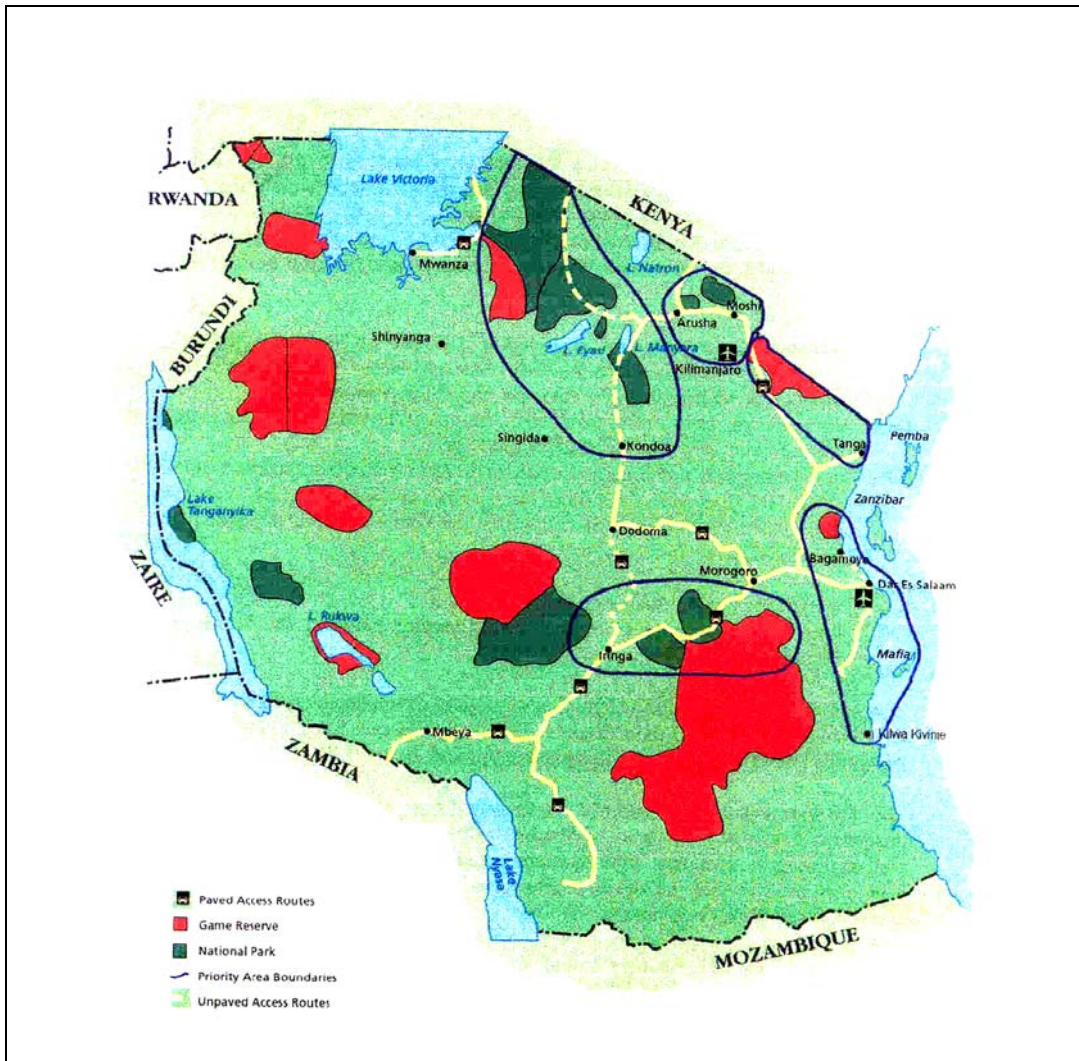 Lake Victoria
RWANDA
KENYA
Mwanza
L. Natron
BURUNDI
Moshi
Arusha
Shinyanga
L. Eyasi
L. Manyara
Kilimanjaro
Singida
Kondoa
Tanga
Pemba
Lake
Tanganyika
Zanzibar
Dodoma
Bagamoyo
ZAIRE
Morogoro
Dar Es Salaam
L. Rukwa
Iringa
Mafia
Mbeya
Kilwa Kivinje
ZAMBIA
Lake
Nyasa
Paved Access Routes
Game Reserve
National Park
MOZAMBIQUE
Priority Area Boundaries
Unpaved Access Routes